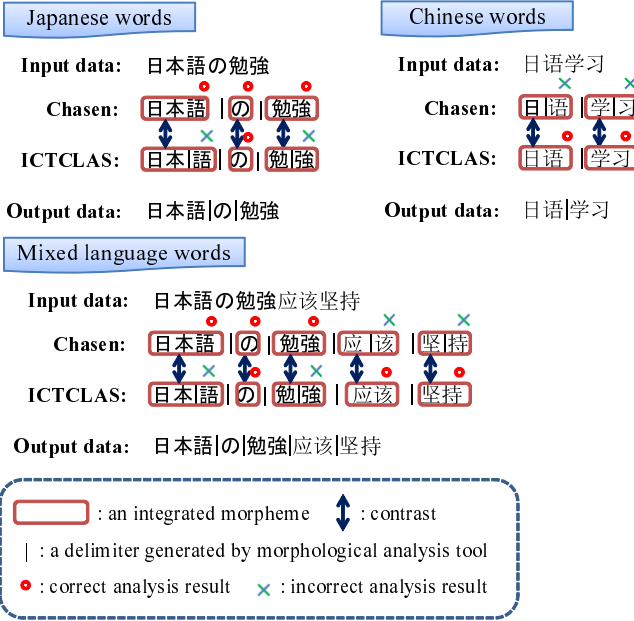 Japanese words
Input data: 日本語の勉強
Chasen: 日本語|の|勉強
ICTCLAS: 日本|語|の|勉|強
Output data: 日本語|の|勉強
Chinese words
Input data: 日语学习
Chasen: 日|语|学|习
ICTCLAS: 日语|学习
Output data: 日语|学习
Mixed language words
Input data: 日本語の勉強应该坚持
Chasen: 日本語|の|勉強|应|该|坚|持
ICTCLAS: 日本|語|の|勉|強|应该|坚持
Output data: 日本語|の|勉強|应该|坚持
: an integrated morpheme
: contrast
| : a delimiter generated by morphological analysis tool
: correct analysis result
: incorrect analysis result